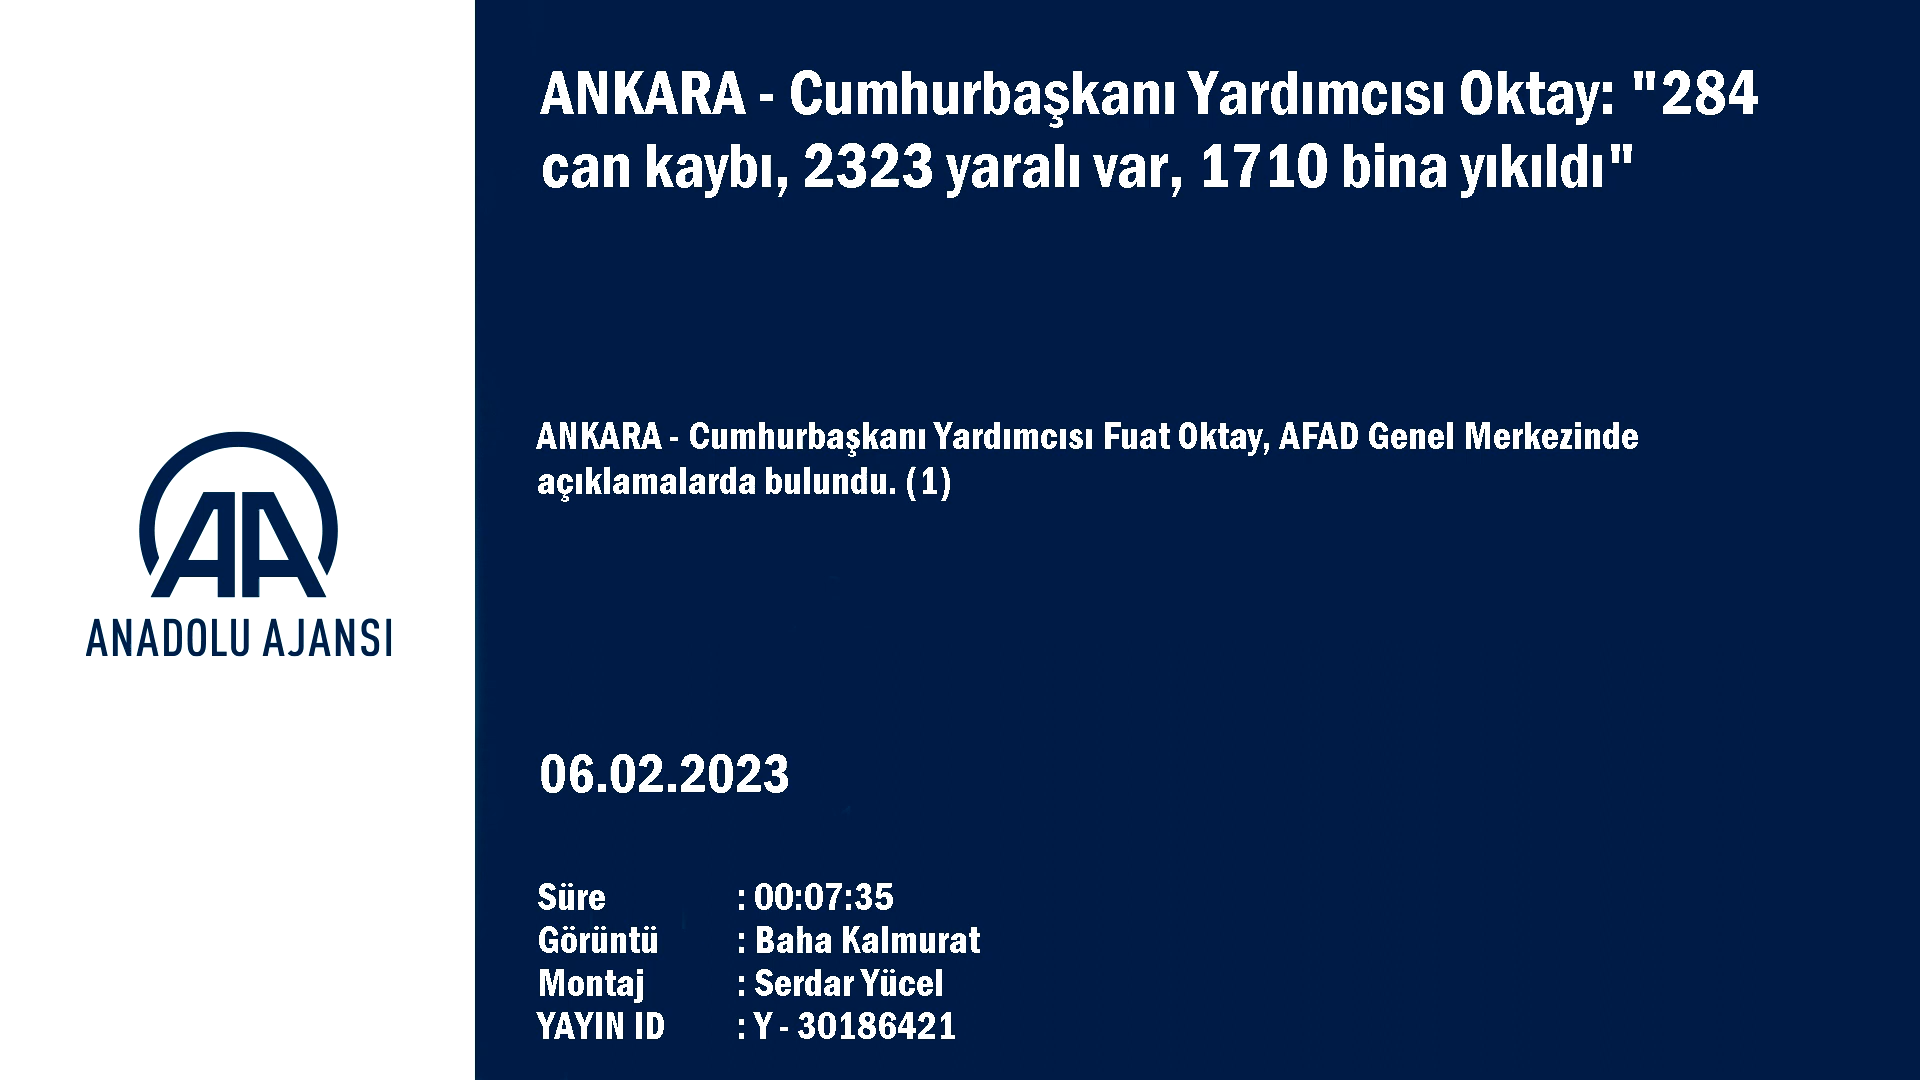 ANKARA - Cumhurbaşkanı Yardımcısı Oktay: "284
can kaybı, 2323 yaralı var, 1710 bina yıkıldı"
ANKARA - Cumhurbaşkanı Yardımcısı Fuat Oktay, AFAD Genel Merkezinde
açıklamalarda bulundu. (1)
AA
ANADOLU AJANSI
06.02.2023
Süre : 00:07:35
Görüntü : Baha Kalmurat
Montaj : Serdar Yücel
YAYIN ID : Y - 30186421